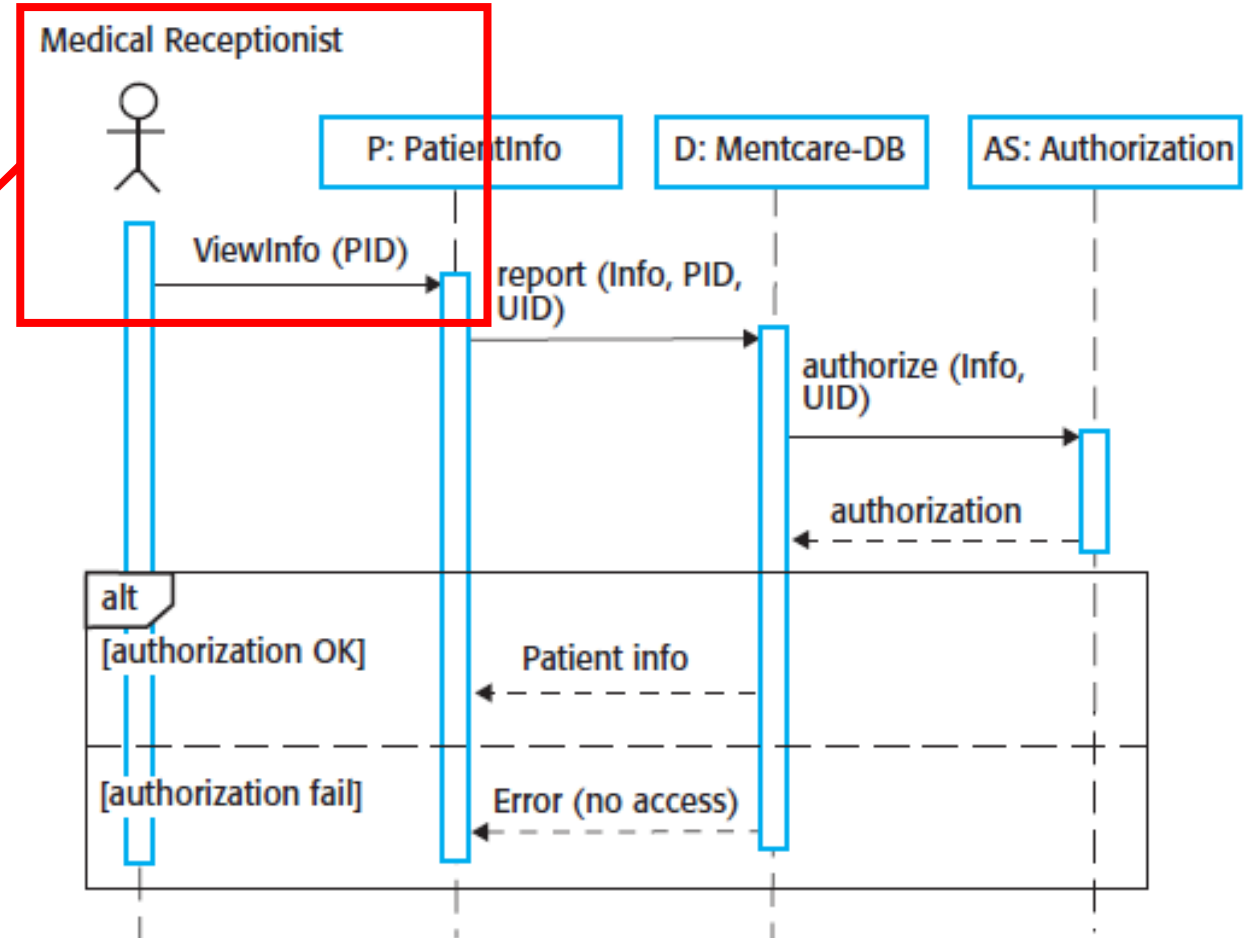 Medical Receptionist
P: PatientInfo
D: Mentcare-DB
AS: Authorization
ViewInfo (PID)
report (Info, PID,
UID)
authorize (Info,
UID)
authorization
alt
[authorization OK]
Patient info
[authorization fail]
Error (no access)